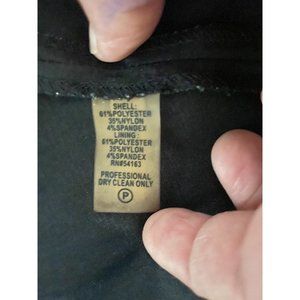 SHELL:
61%POLYESTER
35%NYLON
4%SPANDEX
LINING:
61%POLYESTER
35%NYLON
4%SPANDEX
RN#54163
PROFESSIONAL
DRY CLEAN ONLY
P